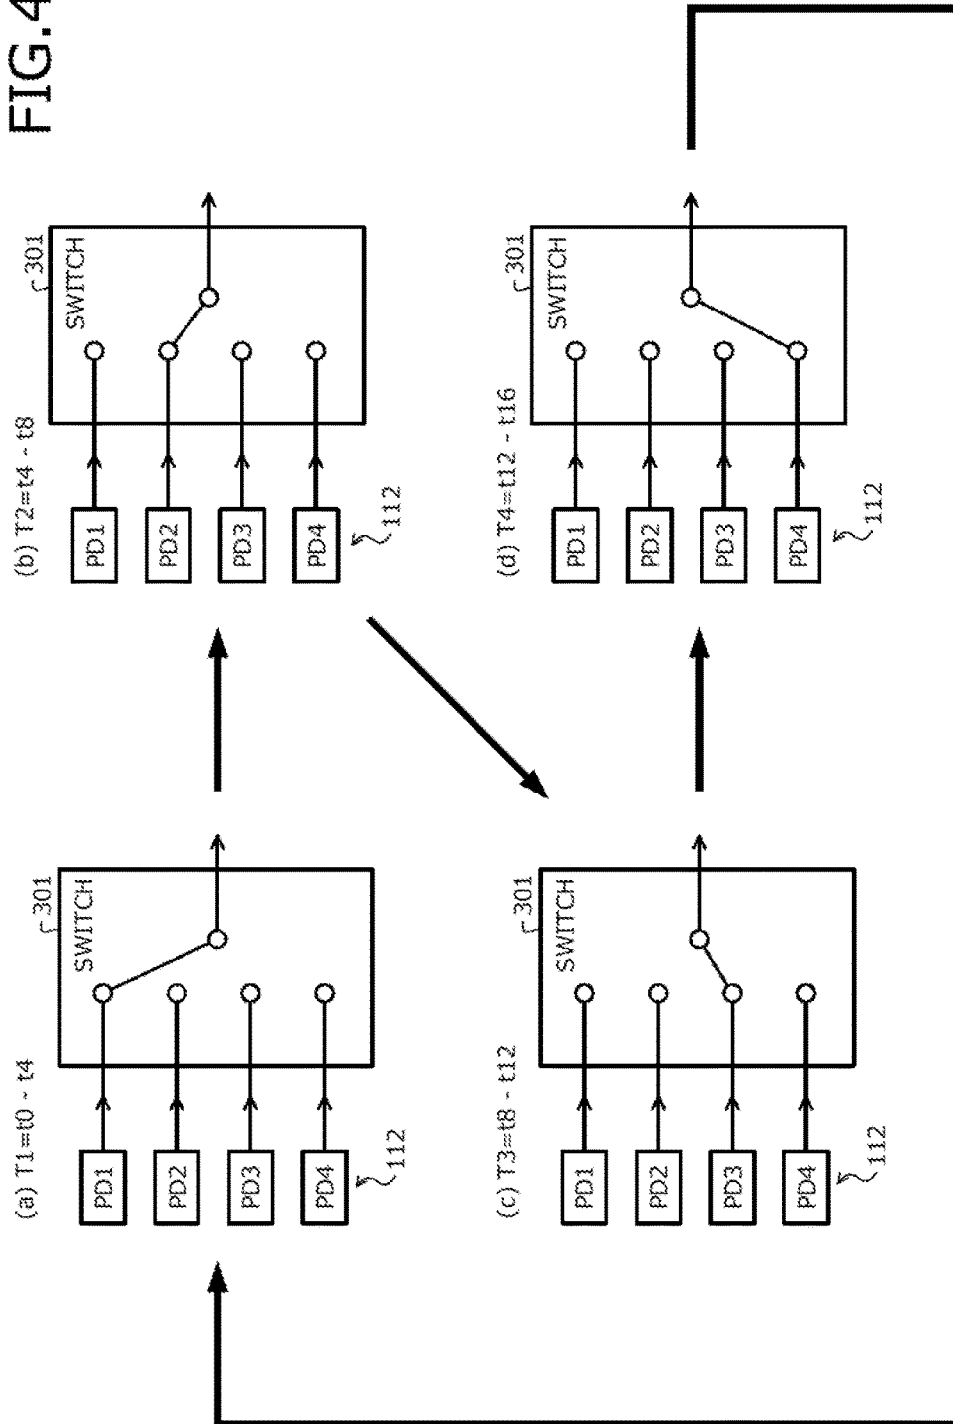 FIG.4
(a) T1=t0 - t4
301
SWITCH
PD1
PD2
PD3
PD4
112
(b) T2=t4 - t8
301
SWITCH
PD1
PD2
PD3
PD4
112
(c) T3=t8 - t12
301
SWITCH
PD1
PD2
PD3
PD4
112
(d) T4=t12 - t16
301
SWITCH
PD1
PD2
PD3
PD4
112